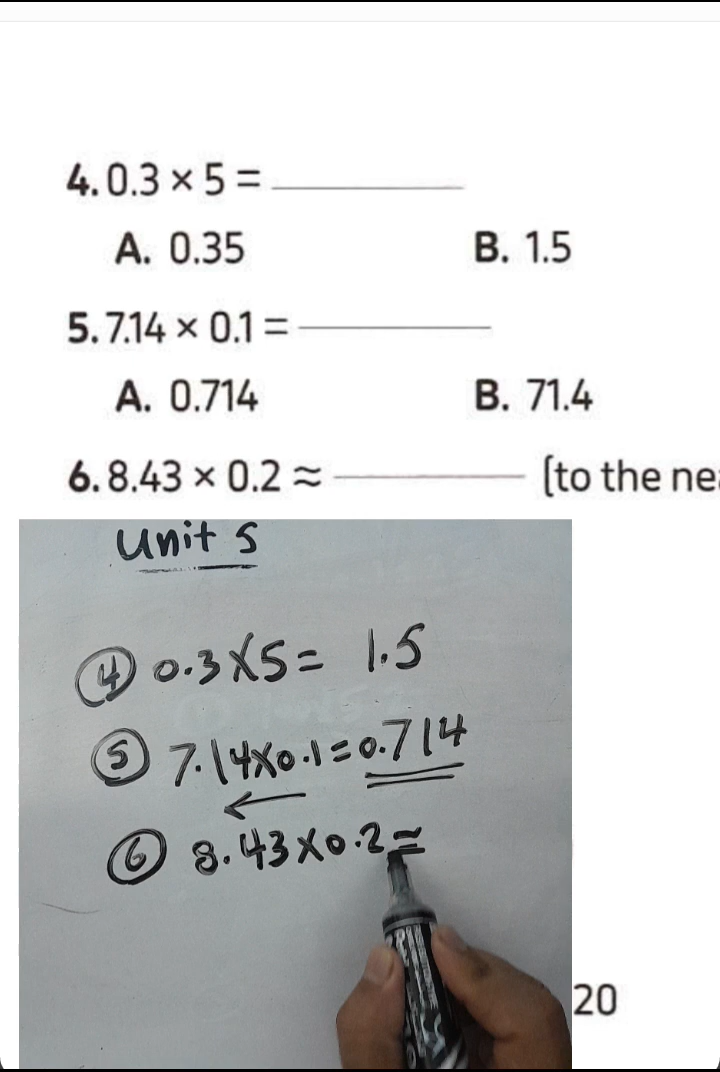 4. 0.3 × 5 = ________
A. 0.35 B. 1.5
5. 7.14 × 0.1 = ________
A. 0.714 B. 71.4
6. 8.43 × 0.2 ≈ ________ (to the
Unit 5
④ 0.3 × 5 = 1.5
⑤ 7.14 × 0.1 = 0.714
←
⑥ 8.43 × 0.2 ≈
20